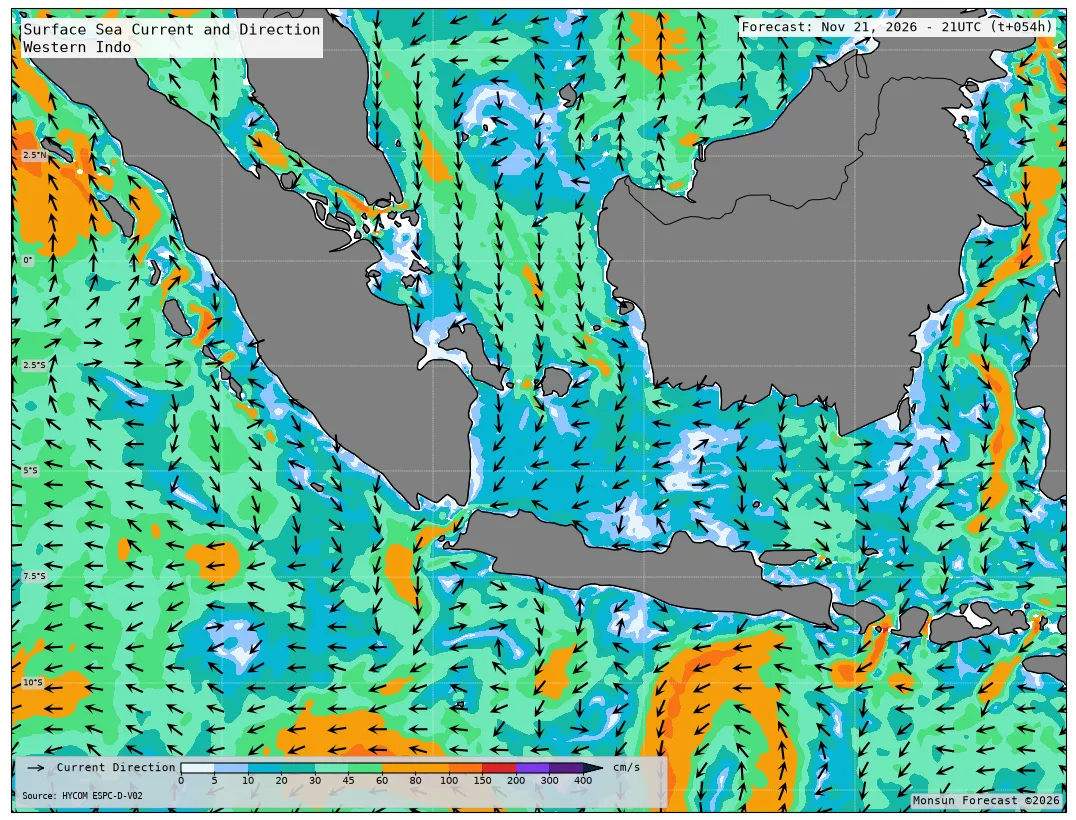 Surface Sea Current and Direction
Western Indo
Forecast: Nov 21, 2026 - 21UTC (t+054h)
2.5°N
0°
2.5°S
5°S
7.5°S
10°S
Current Direction
0 5 10 20 30 45 60 80 100 150 200 300 400 cm/s
Source: HYCOM ESPC-D-V02
Monsun Forecast ©2026